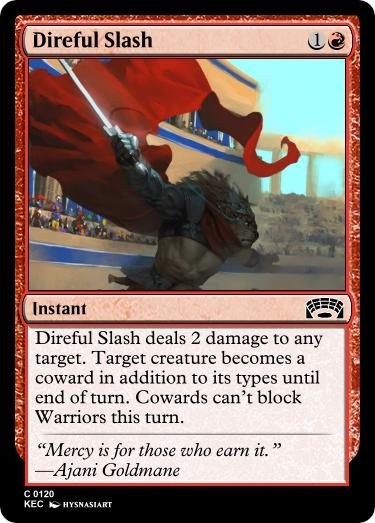 Direful Slash 1
Instant
Direful Slash deals 2 damage to any
target. Target creature becomes a
coward in addition to its types until
end of turn. Cowards can't block
Warriors this turn.
“Mercy is for those who earn it.”
—Ajani Goldmane
C 0120
KEC HYSNASIART